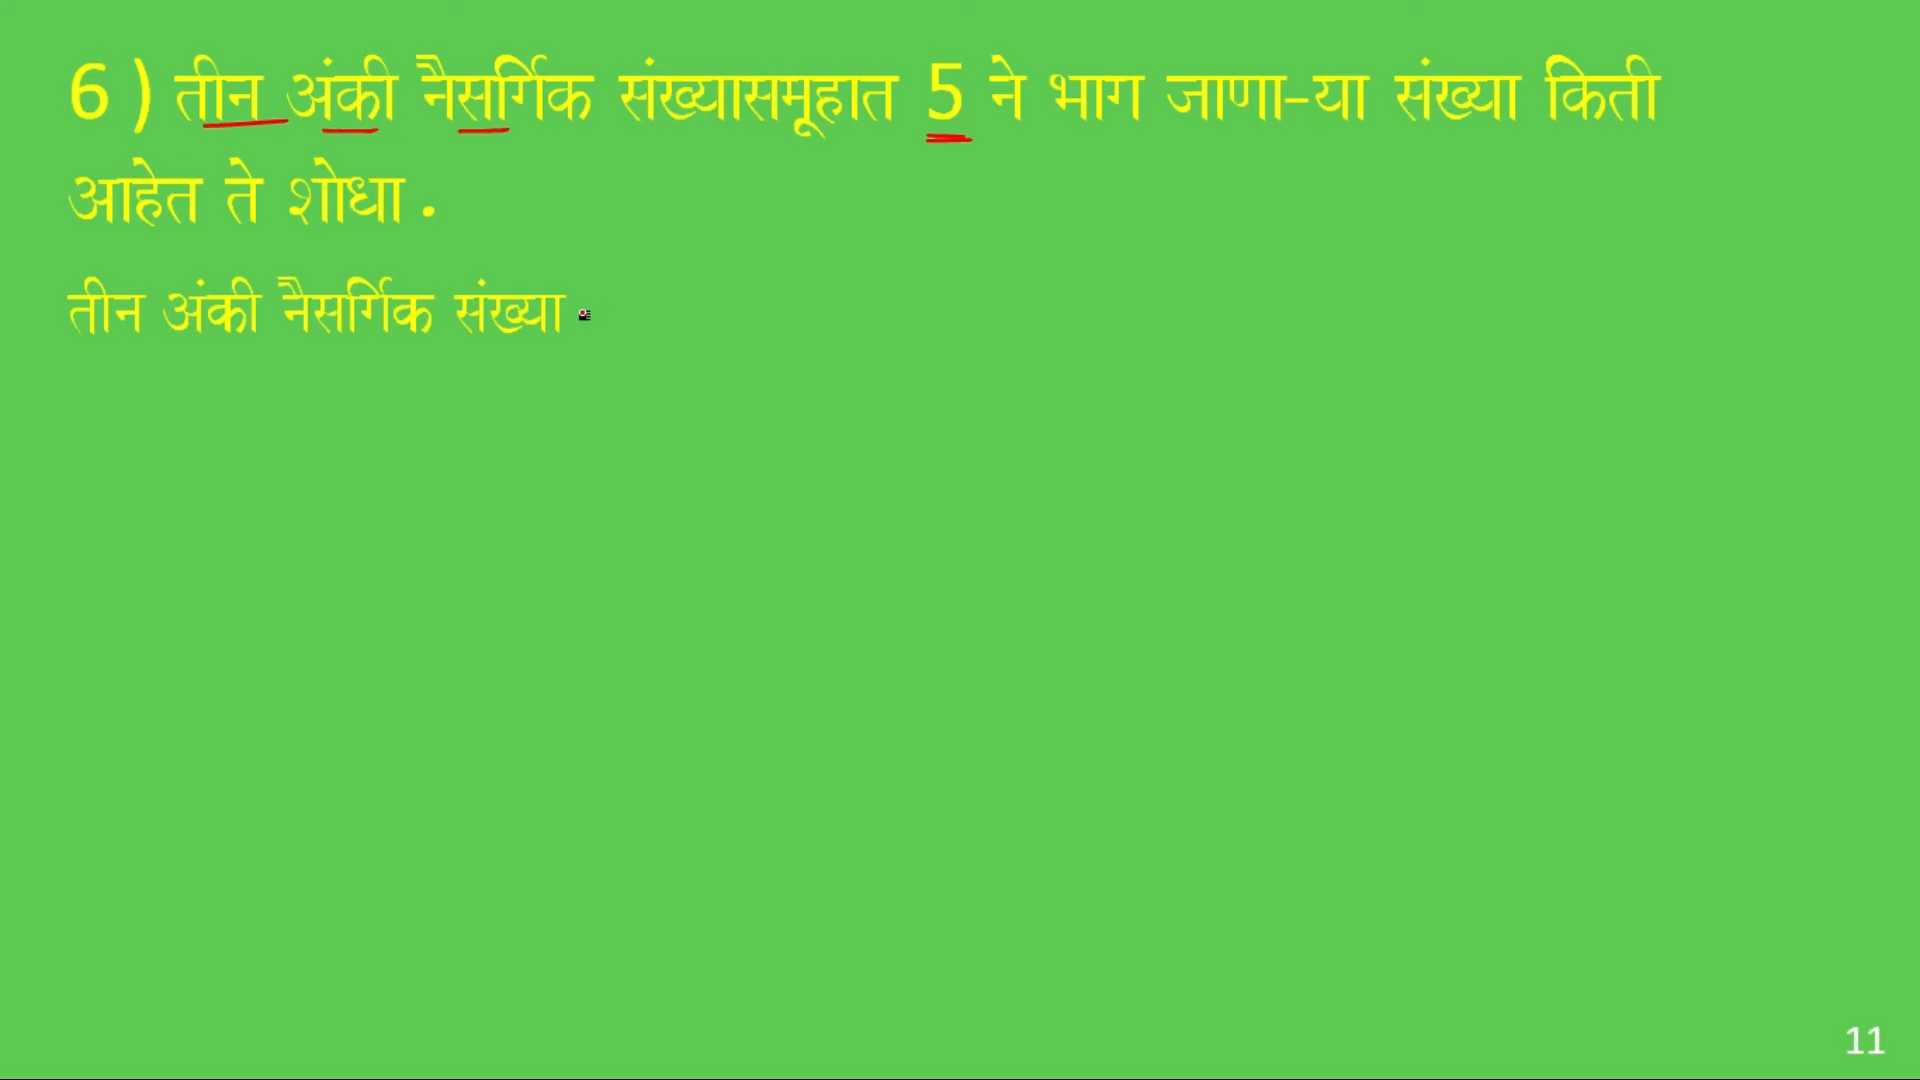 6 ) तीन अंकी नैसर्गिक संख्यासमूहात 5 ने भाग जाणा-या संख्या किती
आहेत ते शोधा .
तीन अंकी नैसर्गिक संख्या
11